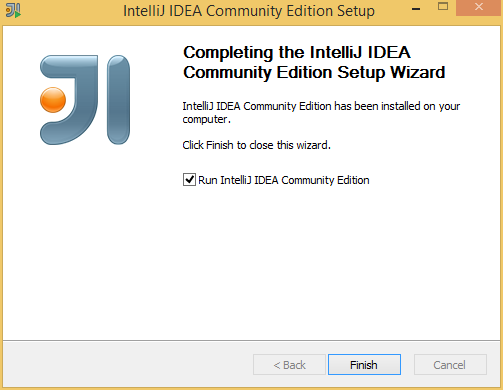 IntelliJ IDEA Community Edition Setup
Completing the IntelliJ IDEA
Community Edition Setup Wizard
IntelliJ IDEA Community Edition has been installed on your
computer.
Click Finish to close this wizard.
Run IntelliJ IDEA Community Edition
< Back
Finish
Cancel